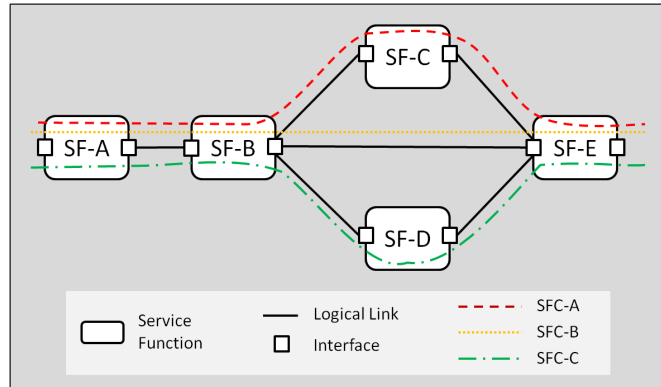 SF-C
SF-A
SF-B
SF-E
SF-D
Service
Function
Logical Link
Interface
SFC-A
SFC-B
SFC-C